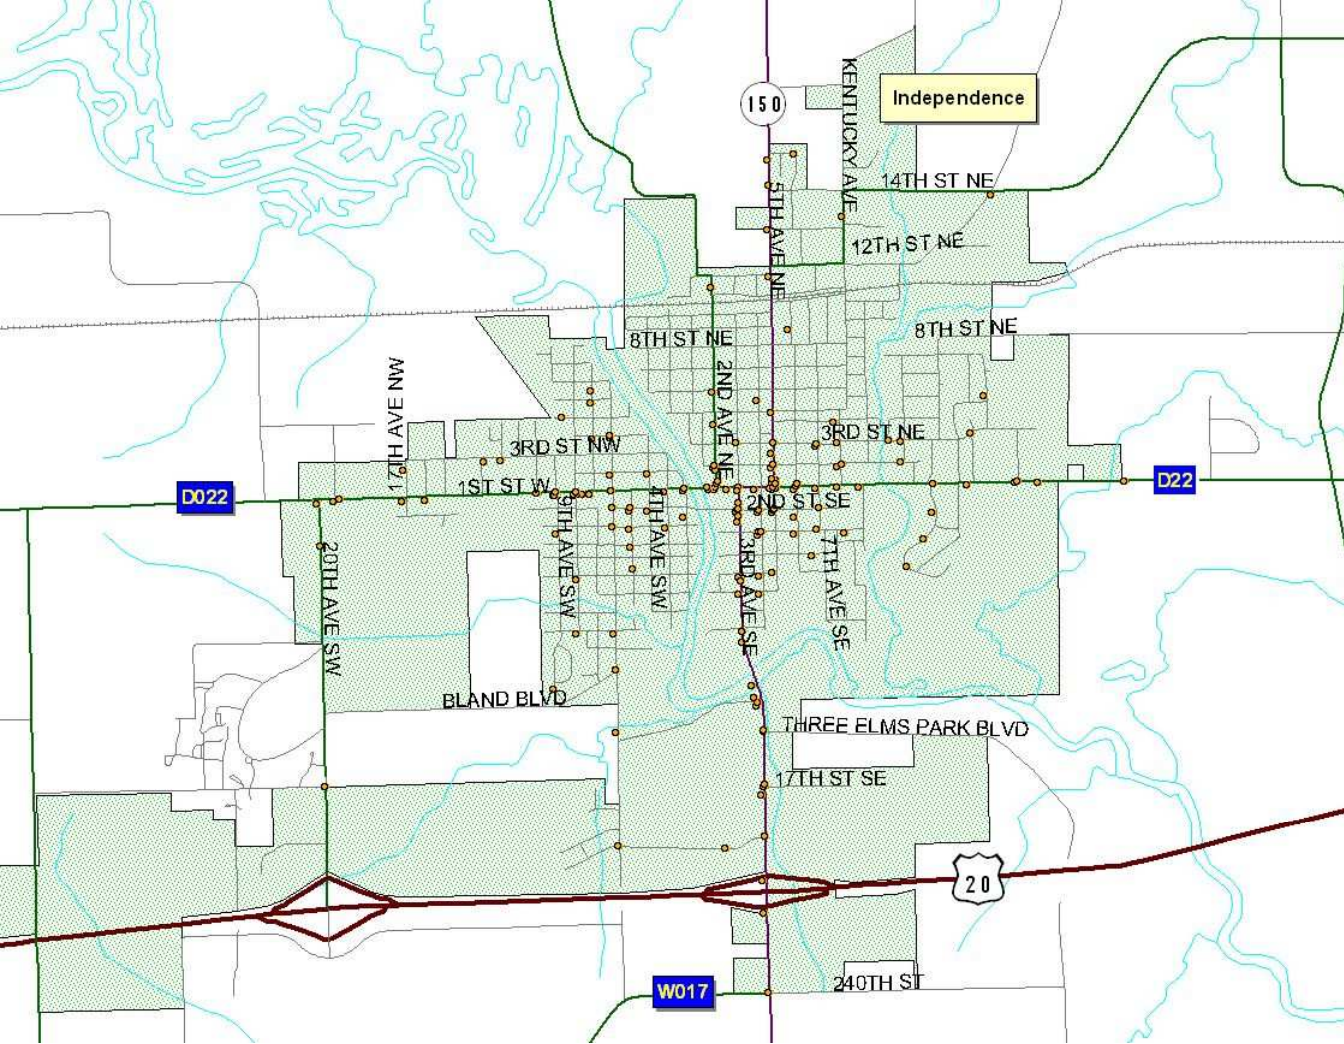 KENTUCKY AVE
Independence
150
14TH ST NE
5TH AVE NE
12TH ST NE
8TH ST NE
8TH ST NE
17TH AVE NW
2ND AVE NE
3RD ST NE
3RD ST NW
D022
1ST ST W
D22
2ND ST SE
9TH AVE SW
4TH AVE SW
20TH AVE SW
3RD AVE SE
7TH AVE SE
BLAND BLVD
THREE ELMS PARK BLVD
17TH ST SE
20
W017
240TH ST